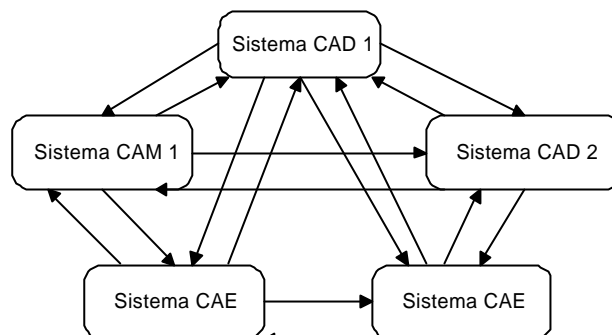 Sistema CAD 1
Sistema CAM 1
Sistema CAD 2
Sistema CAE
Sistema CAE